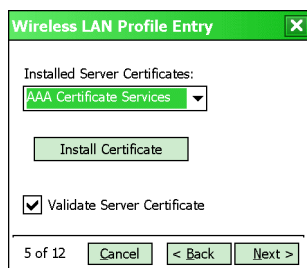 Wireless LAN Profile Entry
Installed Server Certificates:
AAA Certificate Services
Install Certificate
Validate Server Certificate
5 of 12 Cancel < Back Next >